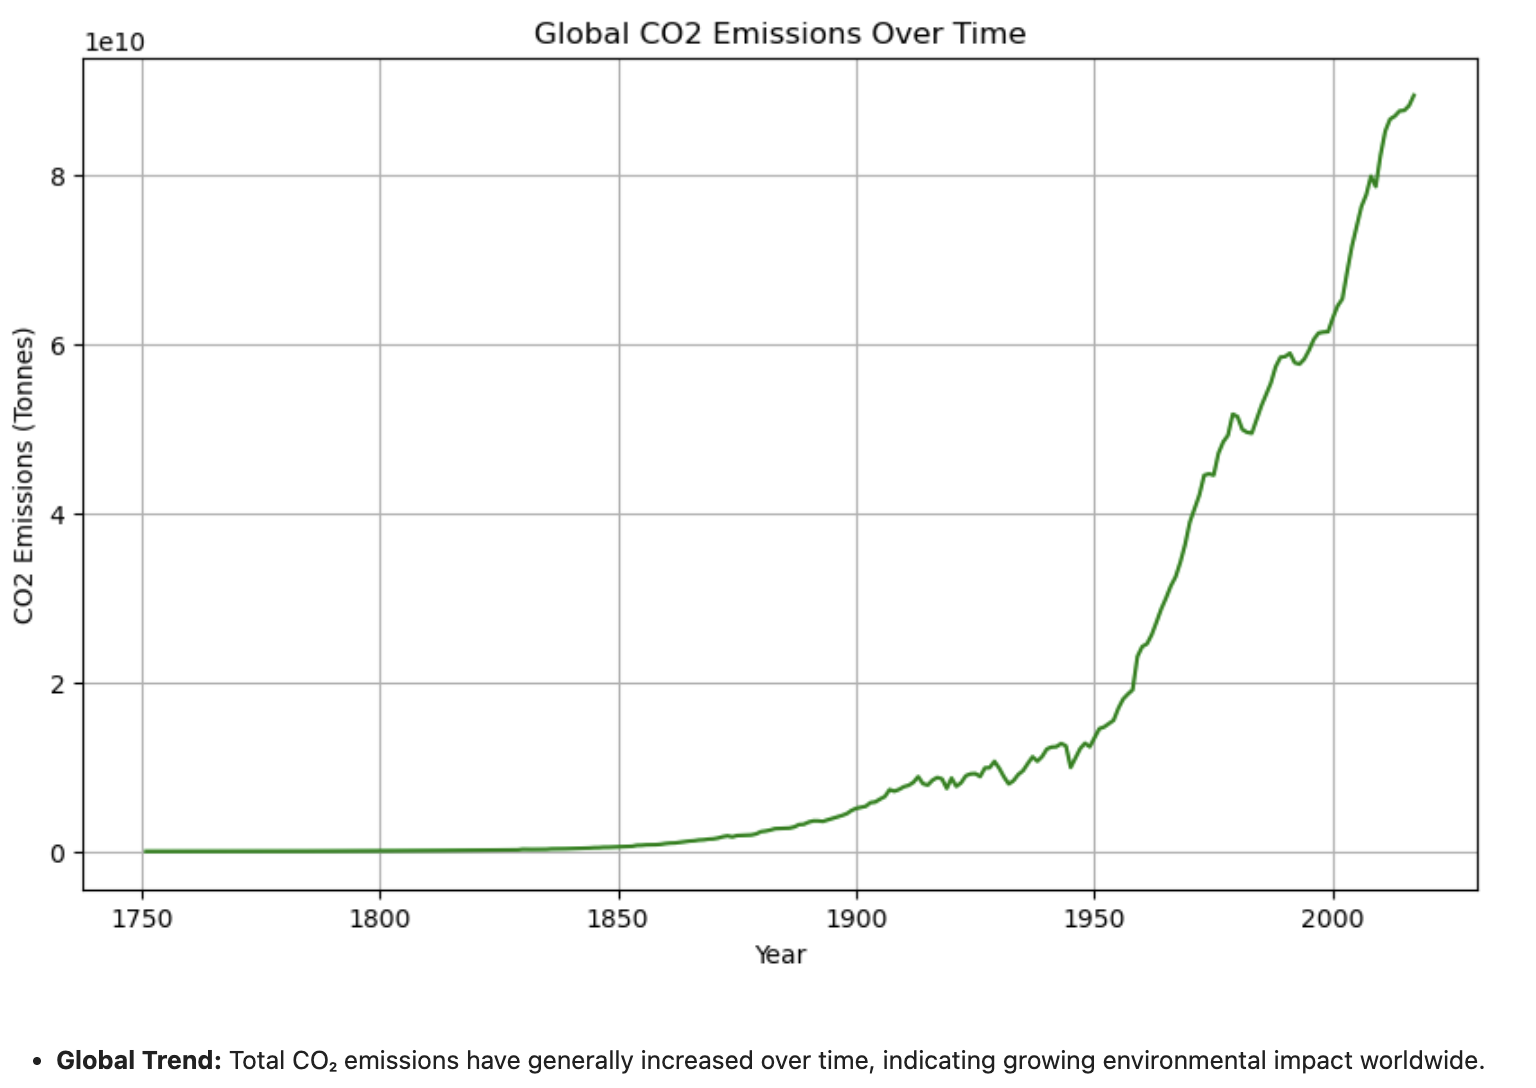 Global CO2 Emissions Over Time
1e10
8
6
4
2
0
CO2 Emissions (Tonnes)
1750 1800 1850 1900 1950 2000
Year
• Global Trend: Total CO₂ emissions have generally increased over time, indicating growing environmental impact worldwide.